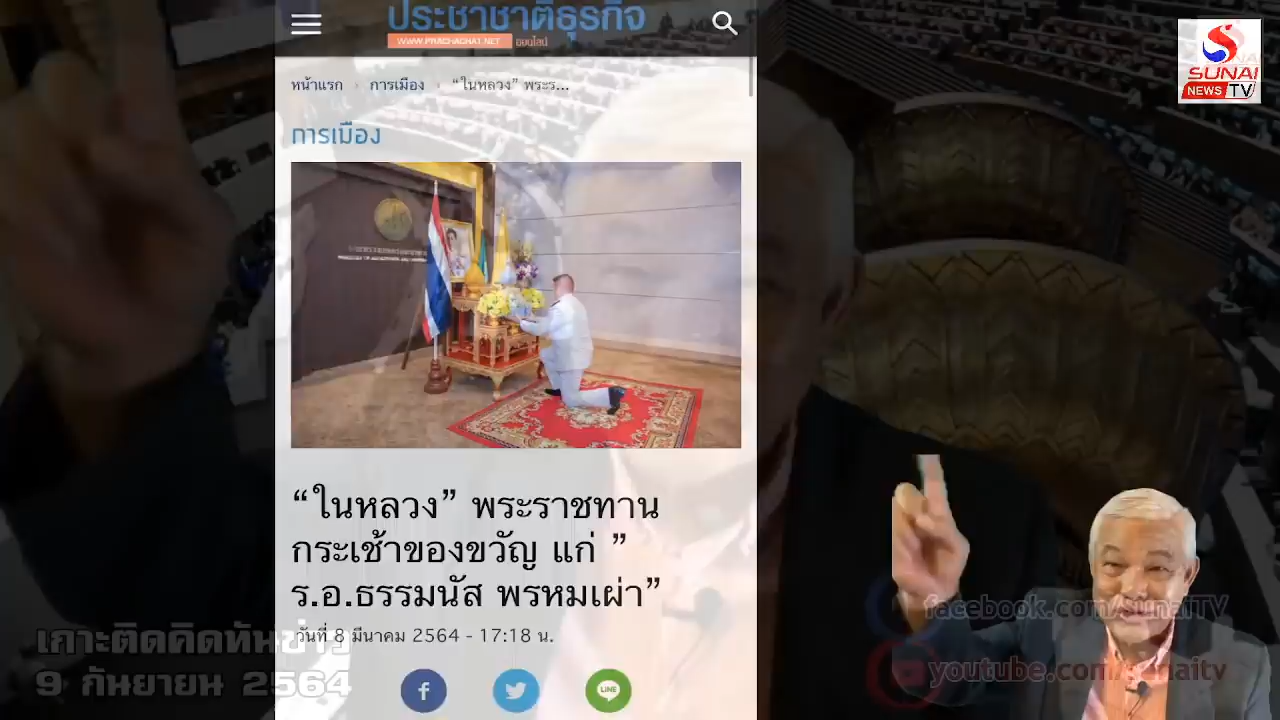 ประชาชาติธุรกิจ
WWW.PRACHACHAT.NET ออนไลน์
SUNAI
NEWS TV
หน้าแรก › การเมือง › “ในหลวง” พระร...
การเมือง
“ในหลวง” พระราชทาน
กระเช้าของขวัญ แก่ ”
ร.อ.ธรรมนัส พรหมเผ่า”
วันที่ 8 มีนาคม 2564 - 17:18 น.
เกาะติดคิดทันข่าว
9 กันยายน 2564
facebook.com/sunaiTV
youtube.com/sunaitv
LINE